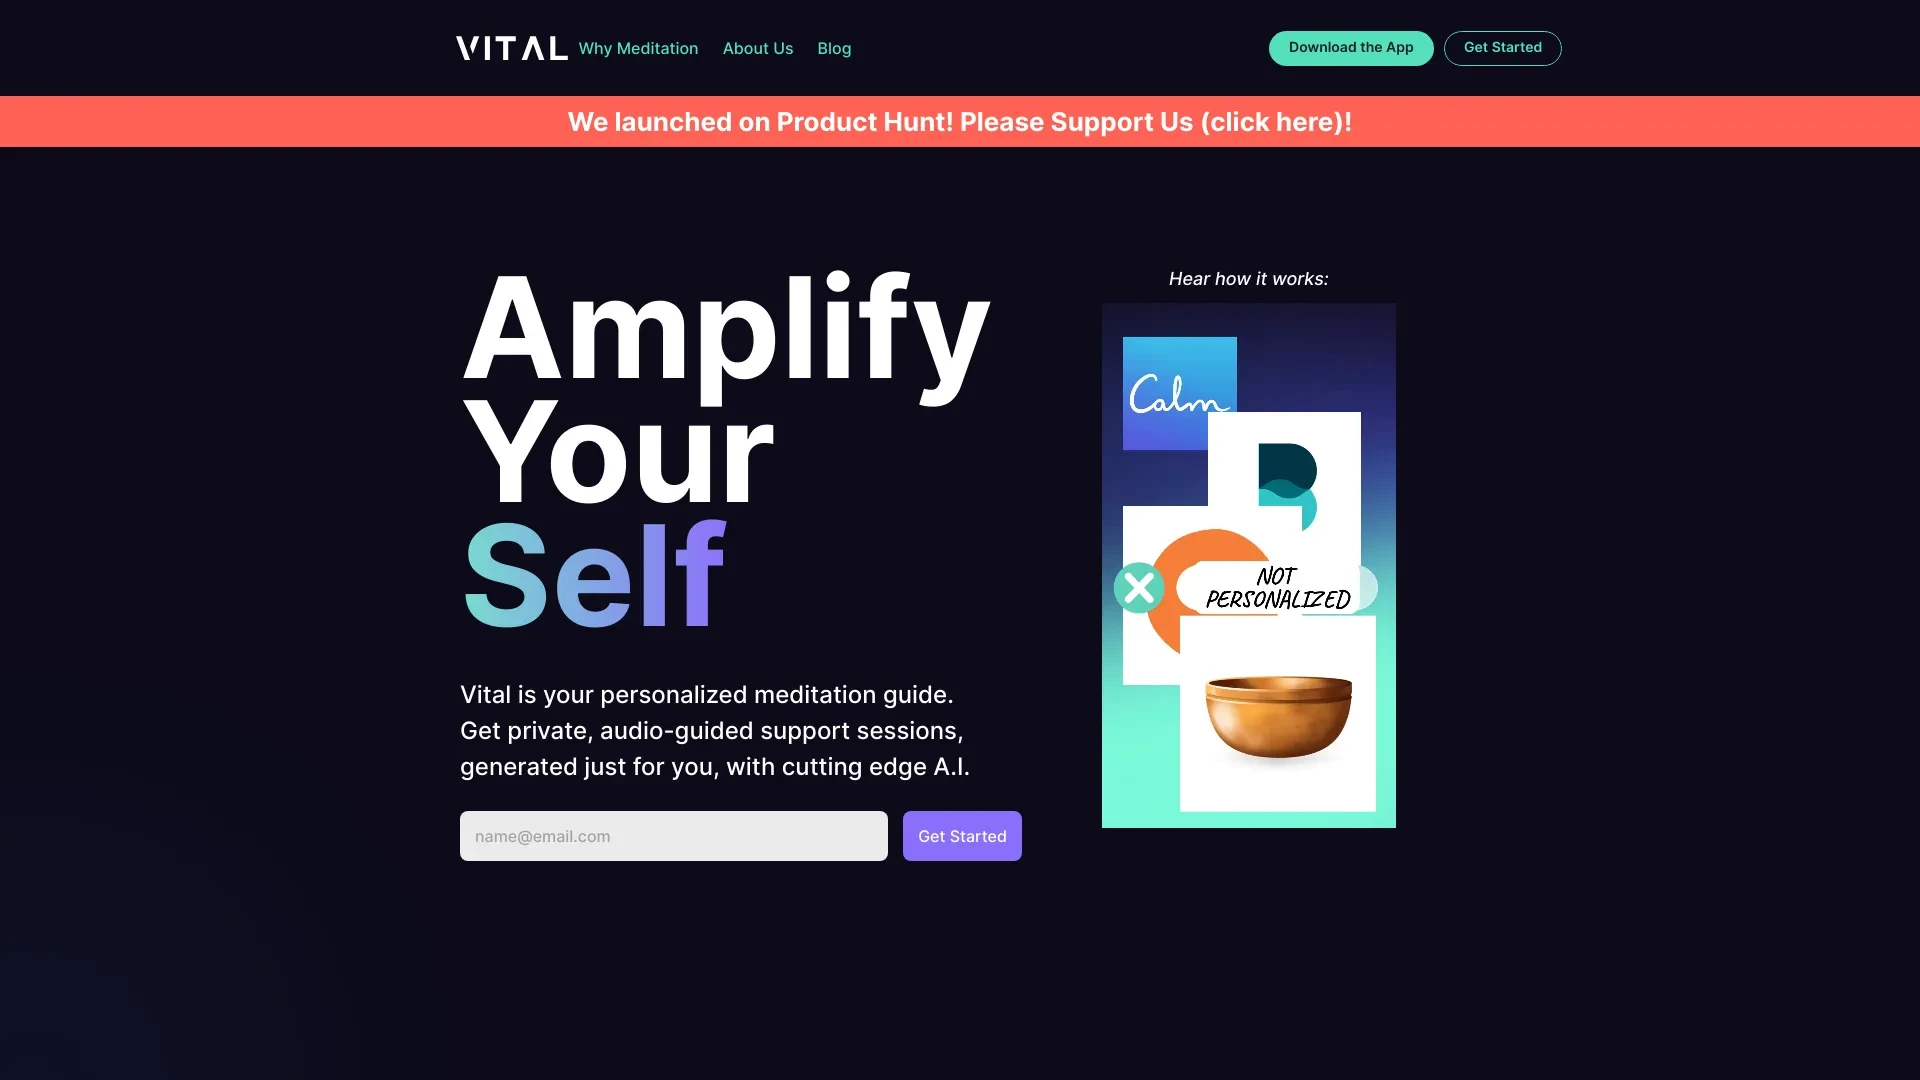 VITAL
Why Meditation
About Us
Blog
Download the App
Get Started
We launched on Product Hunt! Please Support Us (click here)!
Amplify
Your
Self
Vital is your personalized meditation guide.
Get private, audio-guided support sessions,
generated just for you, with cutting edge A.I.
name@email.com
Get Started
Hear how it works:
Calm
NOT
PERSONALIZED